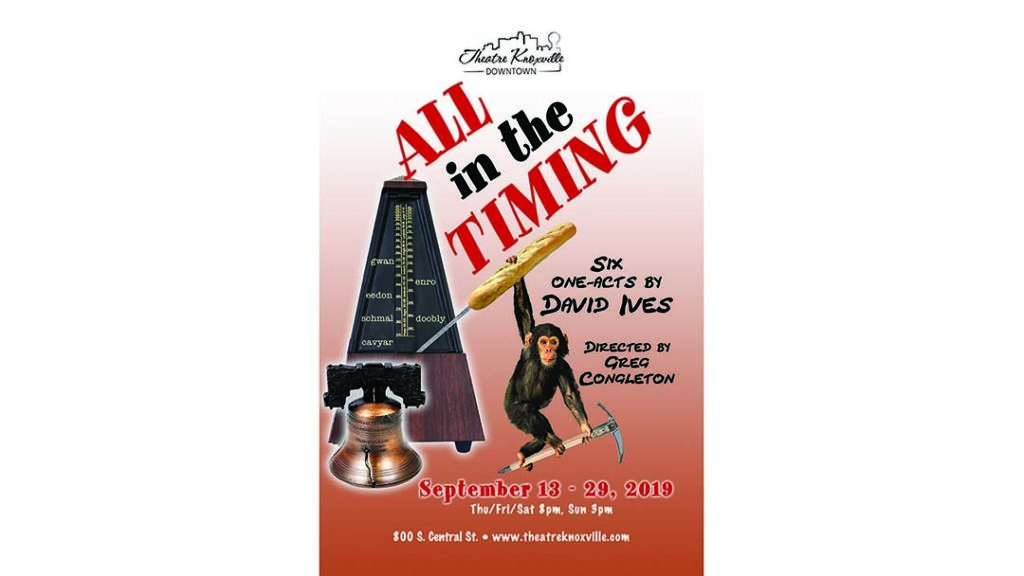 Theatre Knoxville
DOWNTOWN
ALL
in the
TIMING
gwan
enro
eedon
schmal
doobly
cavyar
SIX
ONE-ACTS BY
DAVID IVES
DIRECTED BY
GREG
CONGLETON
September 13 - 29, 2019
Thu/Fri/Sat 8pm, Sun 3pm
800 S. Central St. • www.theatreknoxville.com